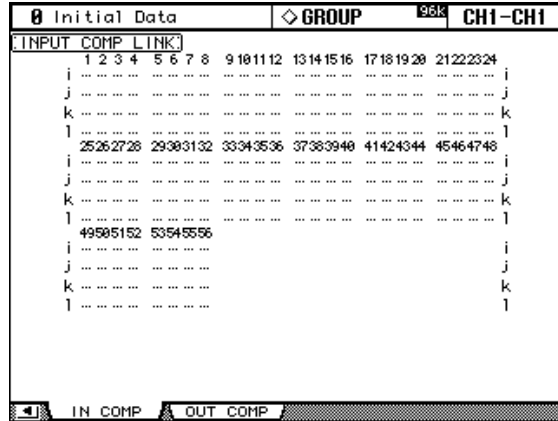 0 Initial Data ◇ GROUP 96K CH1-CH1
INPUT COMP LINK
1 2 3 4 5 6 7 8 9 10 11 12 13 14 15 16 17 18 19 20 21 22 23 24
i i
j j
k k
l l
25 26 27 28 29 30 31 32 33 34 35 36 37 38 39 40 41 42 43 44 45 46 47 48
i i
j j
k k
l l
49 50 51 52 53 54 55 56
i i
j j
k k
l l
IN COMP OUT COMP